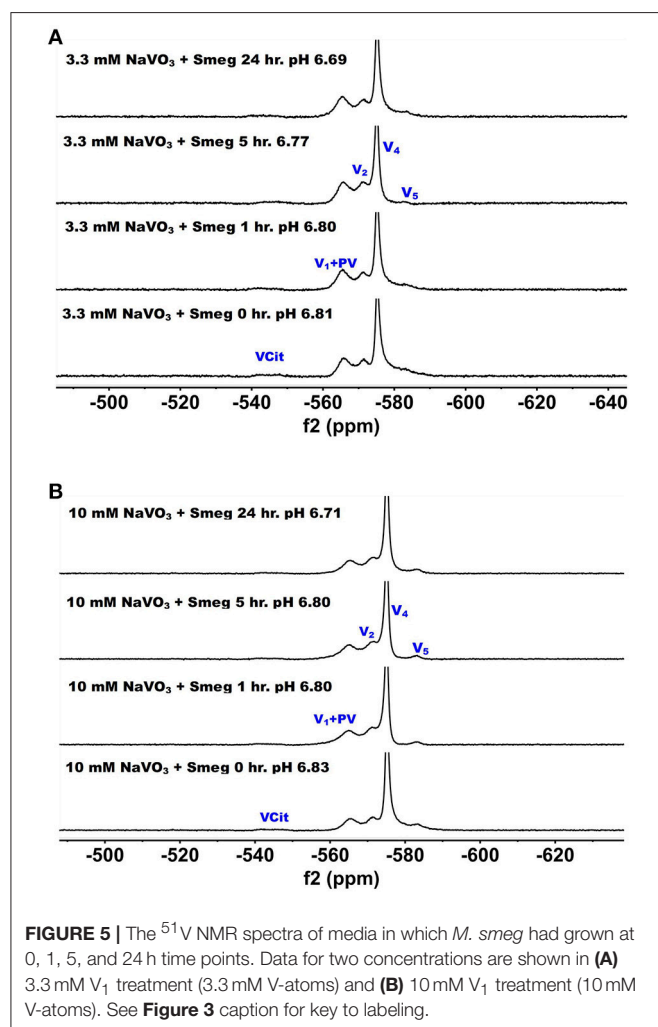 A
3.3 mM NaVO₃ + Smeg 24 hr. pH 6.69
3.3 mM NaVO₃ + Smeg 5 hr. 6.77
V₄
V₂
V₅
3.3 mM NaVO₃ + Smeg 1 hr. pH 6.80
V₁+PV
3.3 mM NaVO₃ + Smeg 0 hr. pH 6.81
VCit
-500 -520 -540 -560 -580 -600 -620 -640
f2 (ppm)
B
10 mM NaVO₃ + Smeg 24 hr. pH 6.71
10 mM NaVO₃ + Smeg 5 hr. pH 6.80
V₄
V₂
V₅
10 mM NaVO₃ + Smeg 1 hr. pH 6.80
V₁+PV
10 mM NaVO₃ + Smeg 0 hr. pH 6.83
VCit
-500 -520 -540 -560 -580 -600 -620
f2 (ppm)
FIGURE 5 | The ⁵¹V NMR spectra of media in which M. smeg had grown at
0, 1, 5, and 24 h time points. Data for two concentrations are shown in (A)
3.3 mM V₁ treatment (3.3 mM V-atoms) and (B) 10 mM V₁ treatment (10 mM
V-atoms). See Figure 3 caption for key to labeling.